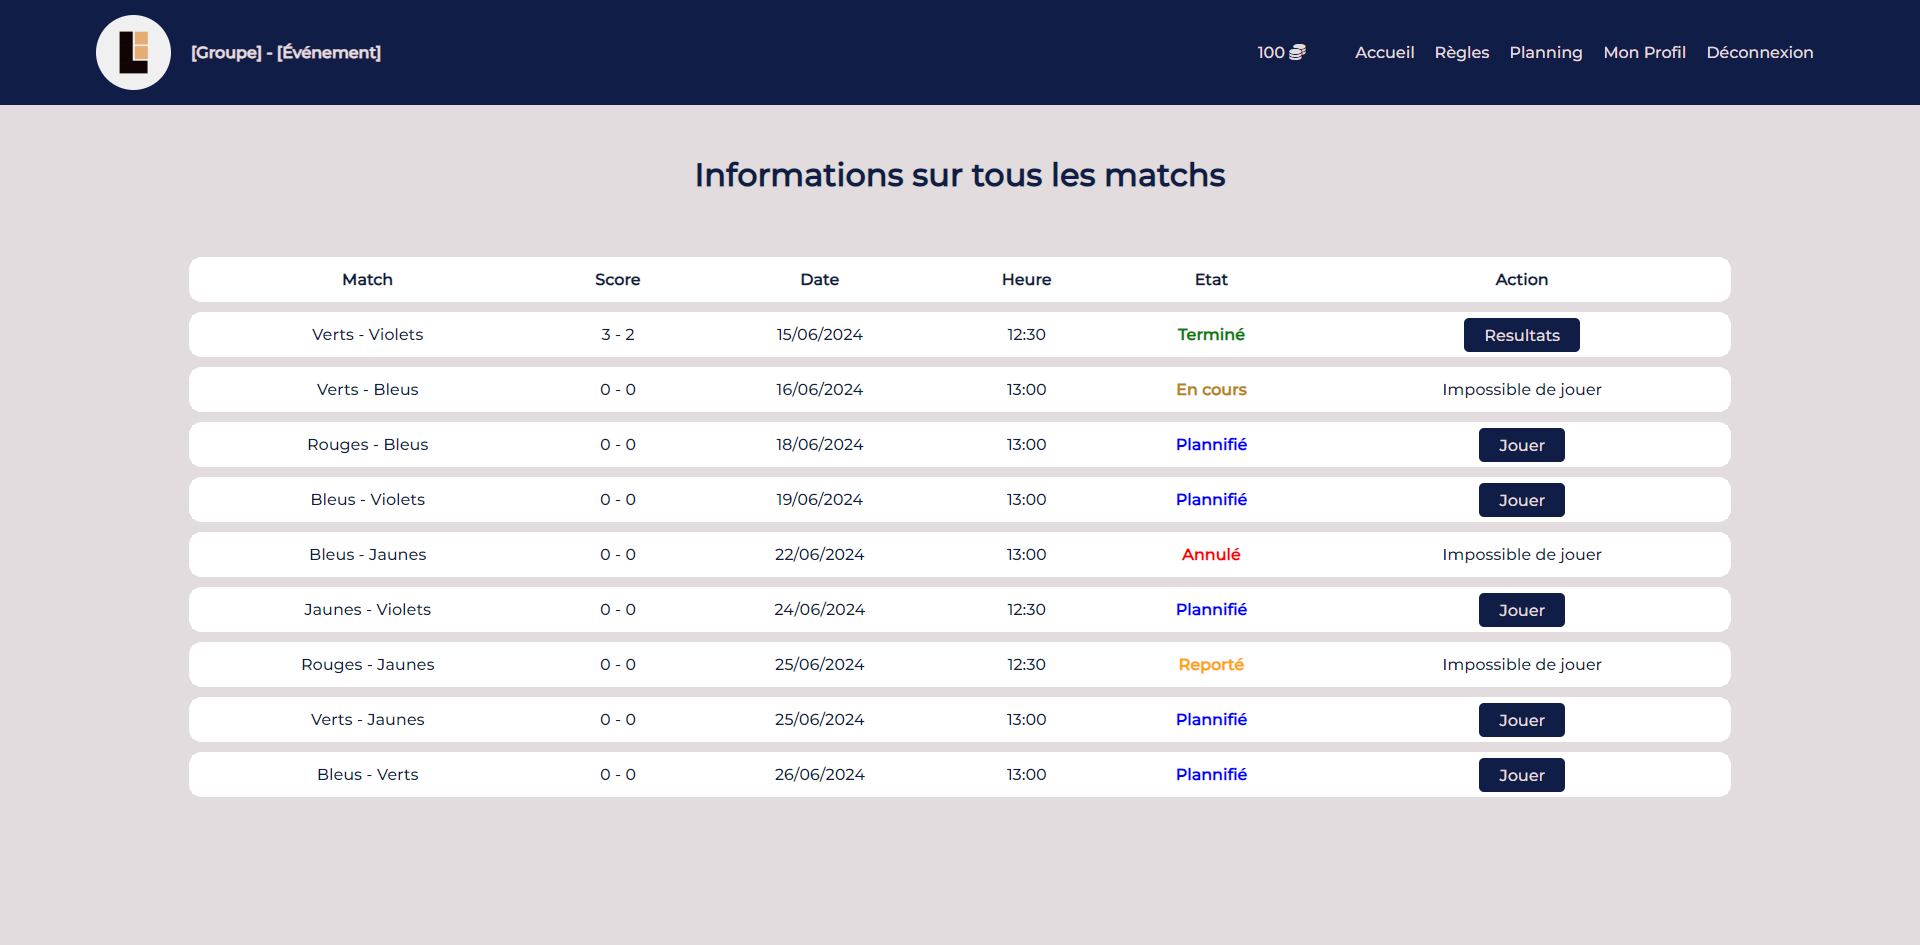 [Groupe] - [Événement]
100 Accueil Règles Planning Mon Profil Déconnexion
Informations sur tous les matchs
Match Score Date Heure Etat Action
Verts - Violets 3 - 2 15/06/2024 12:30 Terminé Resultats
Verts - Bleus 0 - 0 16/06/2024 13:00 En cours Impossible de jouer
Rouges - Bleus 0 - 0 18/06/2024 13:00 Plannifié Jouer
Bleus - Violets 0 - 0 19/06/2024 13:00 Plannifié Jouer
Bleus - Jaunes 0 - 0 22/06/2024 13:00 Annulé Impossible de jouer
Jaunes - Violets 0 - 0 24/06/2024 12:30 Plannifié Jouer
Rouges - Jaunes 0 - 0 25/06/2024 12:30 Reporté Impossible de jouer
Verts - Jaunes 0 - 0 25/06/2024 13:00 Plannifié Jouer
Bleus - Verts 0 - 0 26/06/2024 13:00 Plannifié Jouer